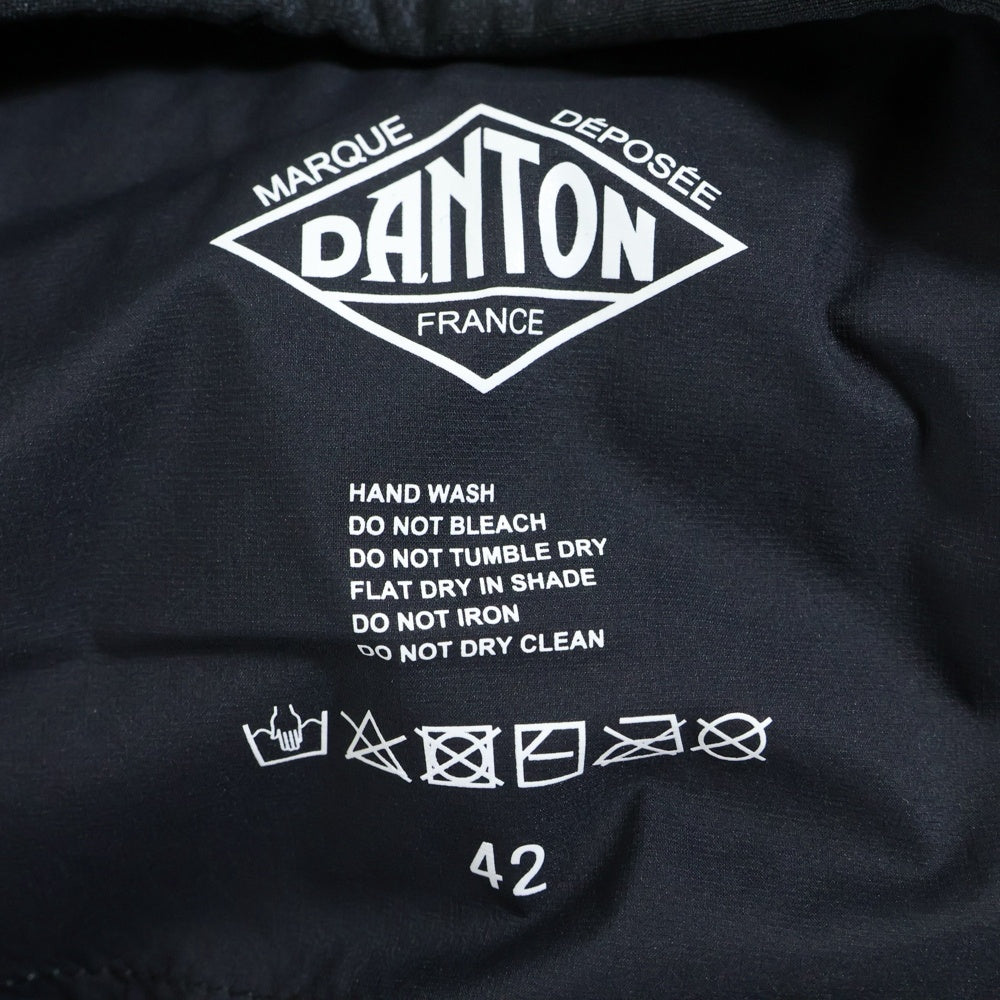 MARQUE DÉPOSÉE
DANTON
FRANCE
HAND WASH
DO NOT BLEACH
DO NOT TUMBLE DRY
FLAT DRY IN SHADE
DO NOT IRON
DO NOT DRY CLEAN
42